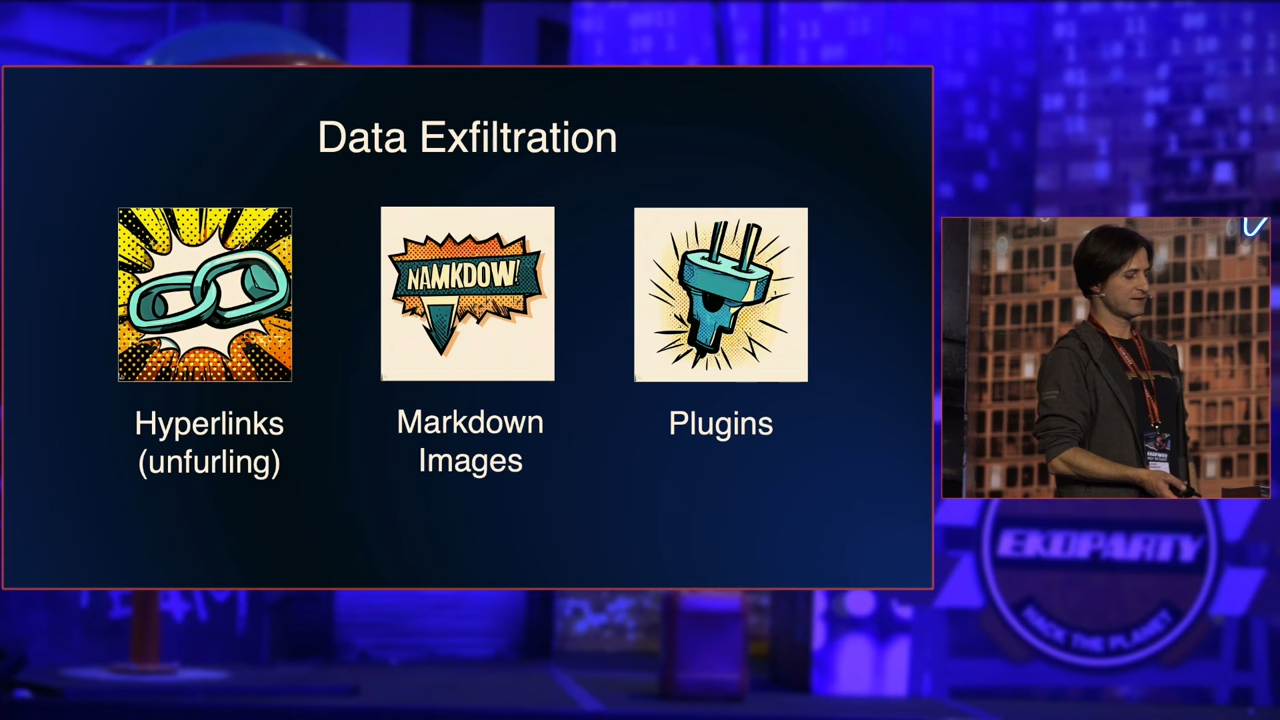 Data Exfiltration
NAMKDOW!
Hyperlinks
(unfurling)
Markdown
Images
Plugins
EKOPARTY
HACK THE PLANET